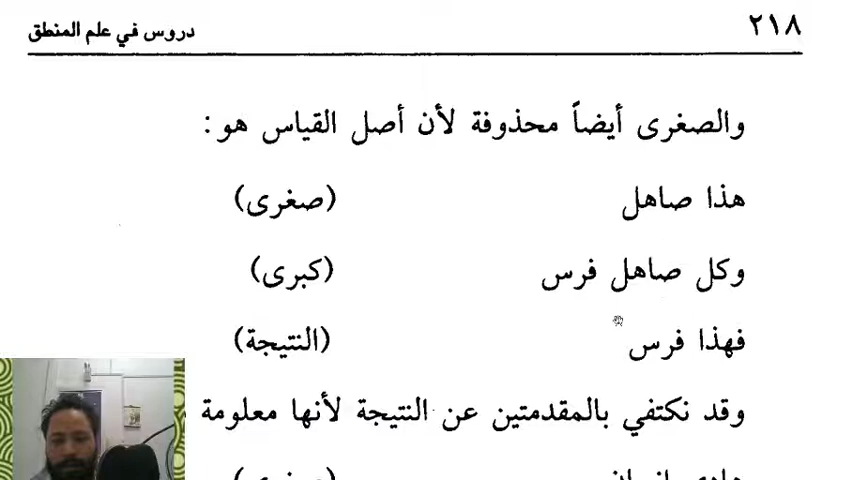 ٢١٨ دروس في علم المنطق
والصغرى أيضاً محذوفة لأن أصل القياس هو :
هذا صاهل (صغرى)
وكل صاهل فرس (كبرى)
فهذا فرس (النتيجة)
وقد نكتفي بالمقدمتين عن النتيجة لأنها معلومة